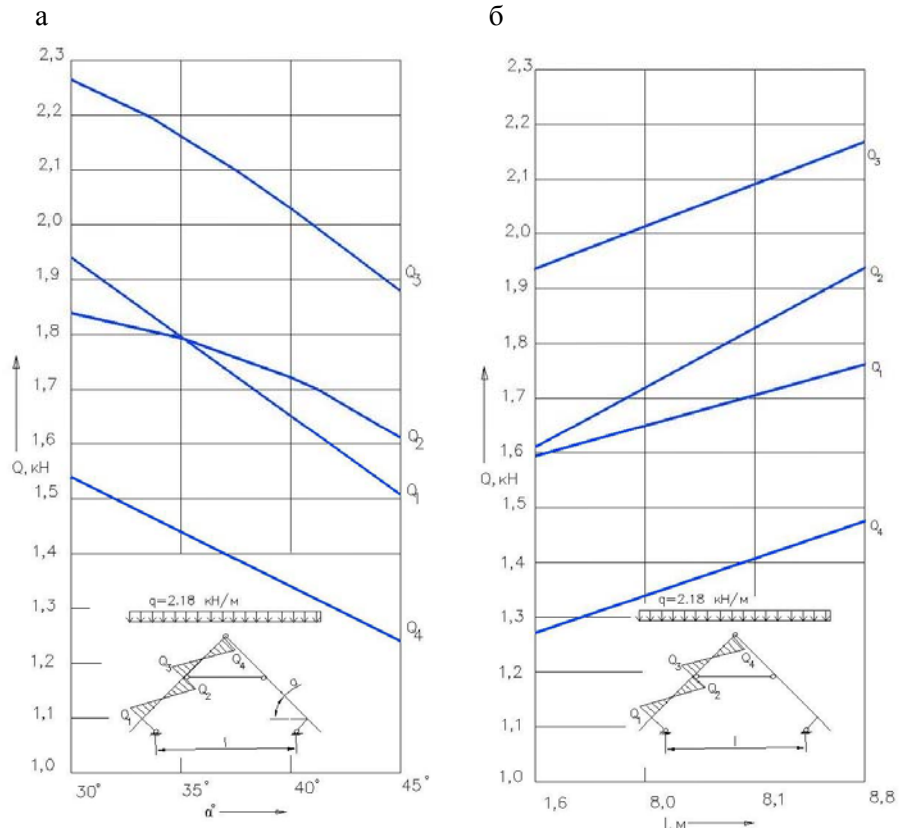 а
2,3
2,2
2,1
2,0
1,9
1,8
1,7
1,6
Q, кН
1,5
1,4
1,3
1,2
1,1
1,0
Q3
Q2
Q1
Q4
q=2.18 кН/м
Q3
Q4
Q2
Q1
α
l
30°
35°
40°
45°
α°
б
2,3
2,2
2,1
2,0
1,9
1,8
1,7
1,6
Q, кН
1,5
1,4
1,3
1,2
1,1
1,0
Q3
Q2
Q1
Q4
q=2.18 кН/м
Q3
Q4
Q2
Q1
l
1,6
8,0
8,1
8,8
l, м